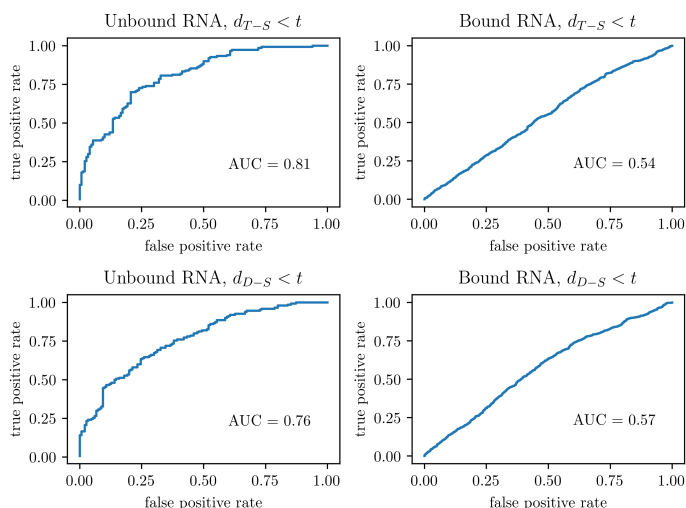 Unbound RNA, d_{T−S} < t
1.00
0.75
0.50
0.25
0.00
true positive rate
AUC = 0.81
0.00 0.25 0.50 0.75 1.00
false positive rate
Bound RNA, d_{T−S} < t
1.00
0.75
0.50
0.25
0.00
true positive rate
AUC = 0.54
0.00 0.25 0.50 0.75 1.00
false positive rate
Unbound RNA, d_{D−S} < t
1.00
0.75
0.50
0.25
0.00
true positive rate
AUC = 0.76
0.00 0.25 0.50 0.75 1.00
false positive rate
Bound RNA, d_{D−S} < t
1.00
0.75
0.50
0.25
0.00
true positive rate
AUC = 0.57
0.00 0.25 0.50 0.75 1.00
false positive rate